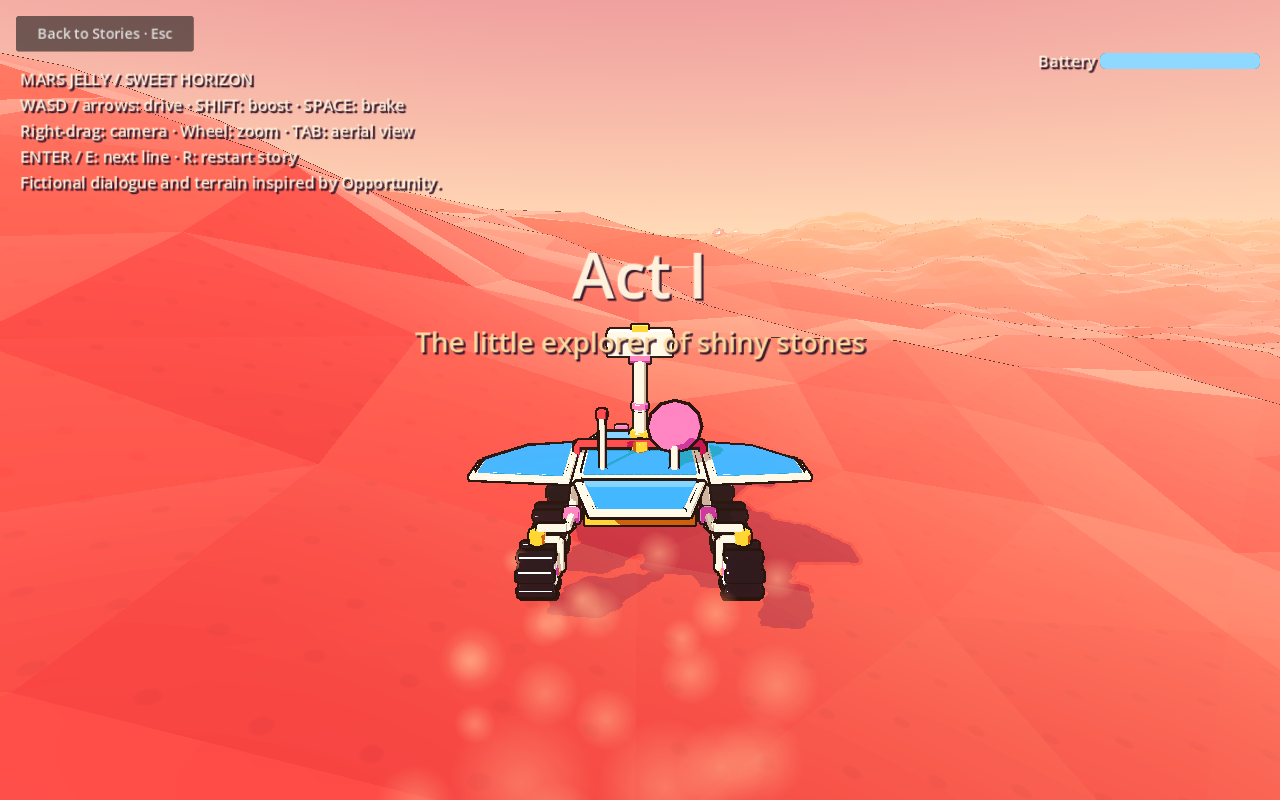 Back to Stories · Esc
Battery
MARS JELLY / SWEET HORIZON
WASD / arrows: drive · SHIFT: boost · SPACE: brake
Right-drag: camera · Wheel: zoom · TAB: aerial view
ENTER / E: next line · R: restart story
Fictional dialogue and terrain inspired by Opportunity.
Act I
The little explorer of shiny stones